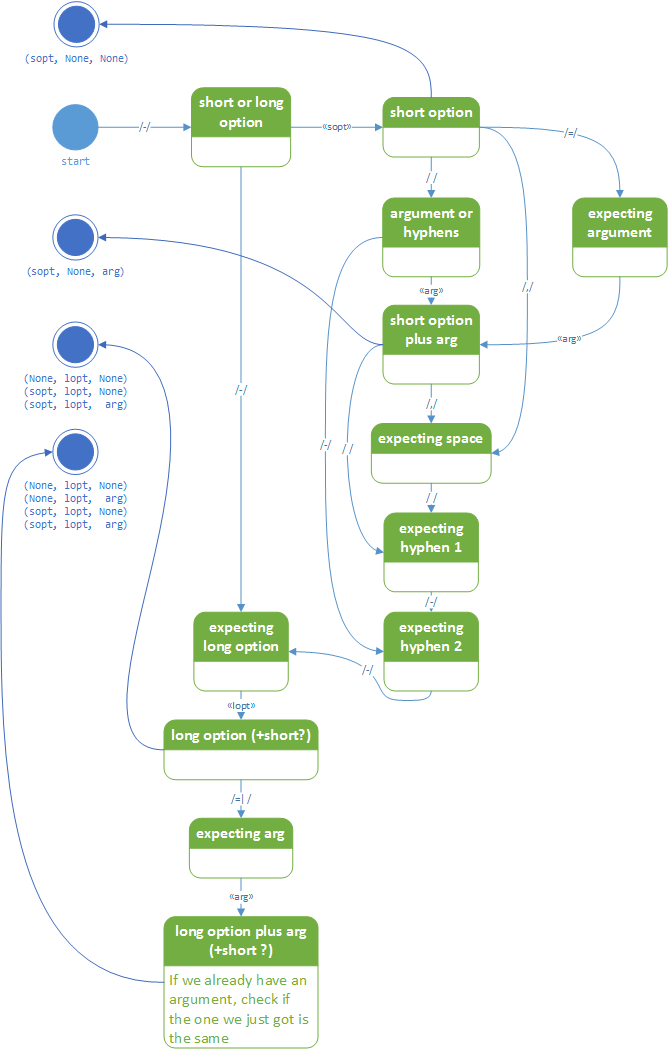 (sopt, None, None)
start
/-/
short or long
option
«sopt»
short option
/=/
/ /
argument or
hyphens
expecting
argument
(sopt, None, arg)
«arg»
/,/
short option
plus arg
«arg»
(None, lopt, None)
(sopt, lopt, None)
(sopt, lopt,  arg)
/-/
/,/
expecting space
/-/
/ /
(None, lopt, None)
(None, lopt,  arg)
(sopt, lopt, None)
(sopt, lopt,  arg)
/ /
expecting
hyphen 1
/-/
expecting
long option
expecting
hyphen 2
/-/
«lopt»
long option (+short?)
/=| /
expecting arg
«arg»
long option plus arg
(+short ?)
If we already have an
argument, check if
the one we just got is
the same